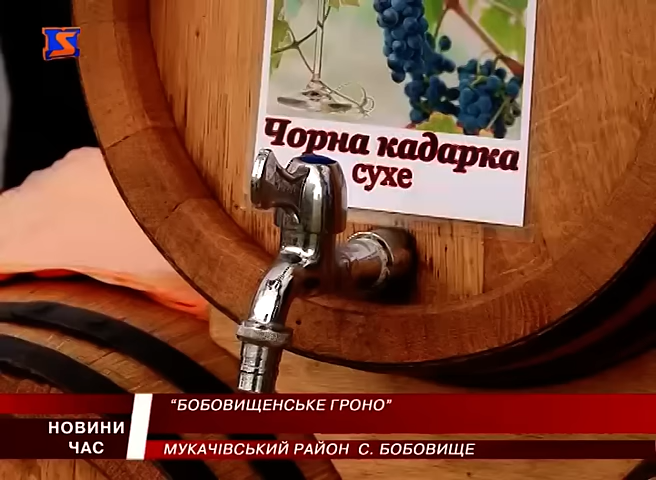 Чорна кадарка
сухе
"БОБОВИЩЕНСЬКЕ ГРОНО"
НОВИНИ
ЧАС
МУКАЧІВСЬКИЙ РАЙОН С. БОБОВИЩЕ